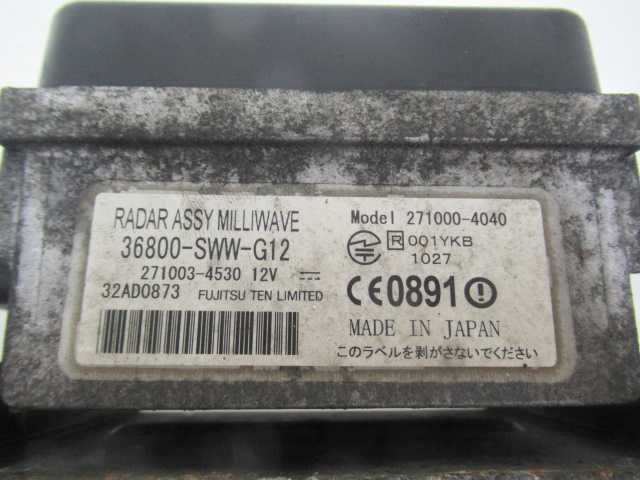 RADAR ASSY MILLIWAVE
36800-SWW-G12
271003-4530 12V
32AD0873 FUJITSU TEN LIMITED
Model 271000-4040
R 001YKB
1027
CE0891
MADE IN JAPAN
このラベルを剥がさないでください